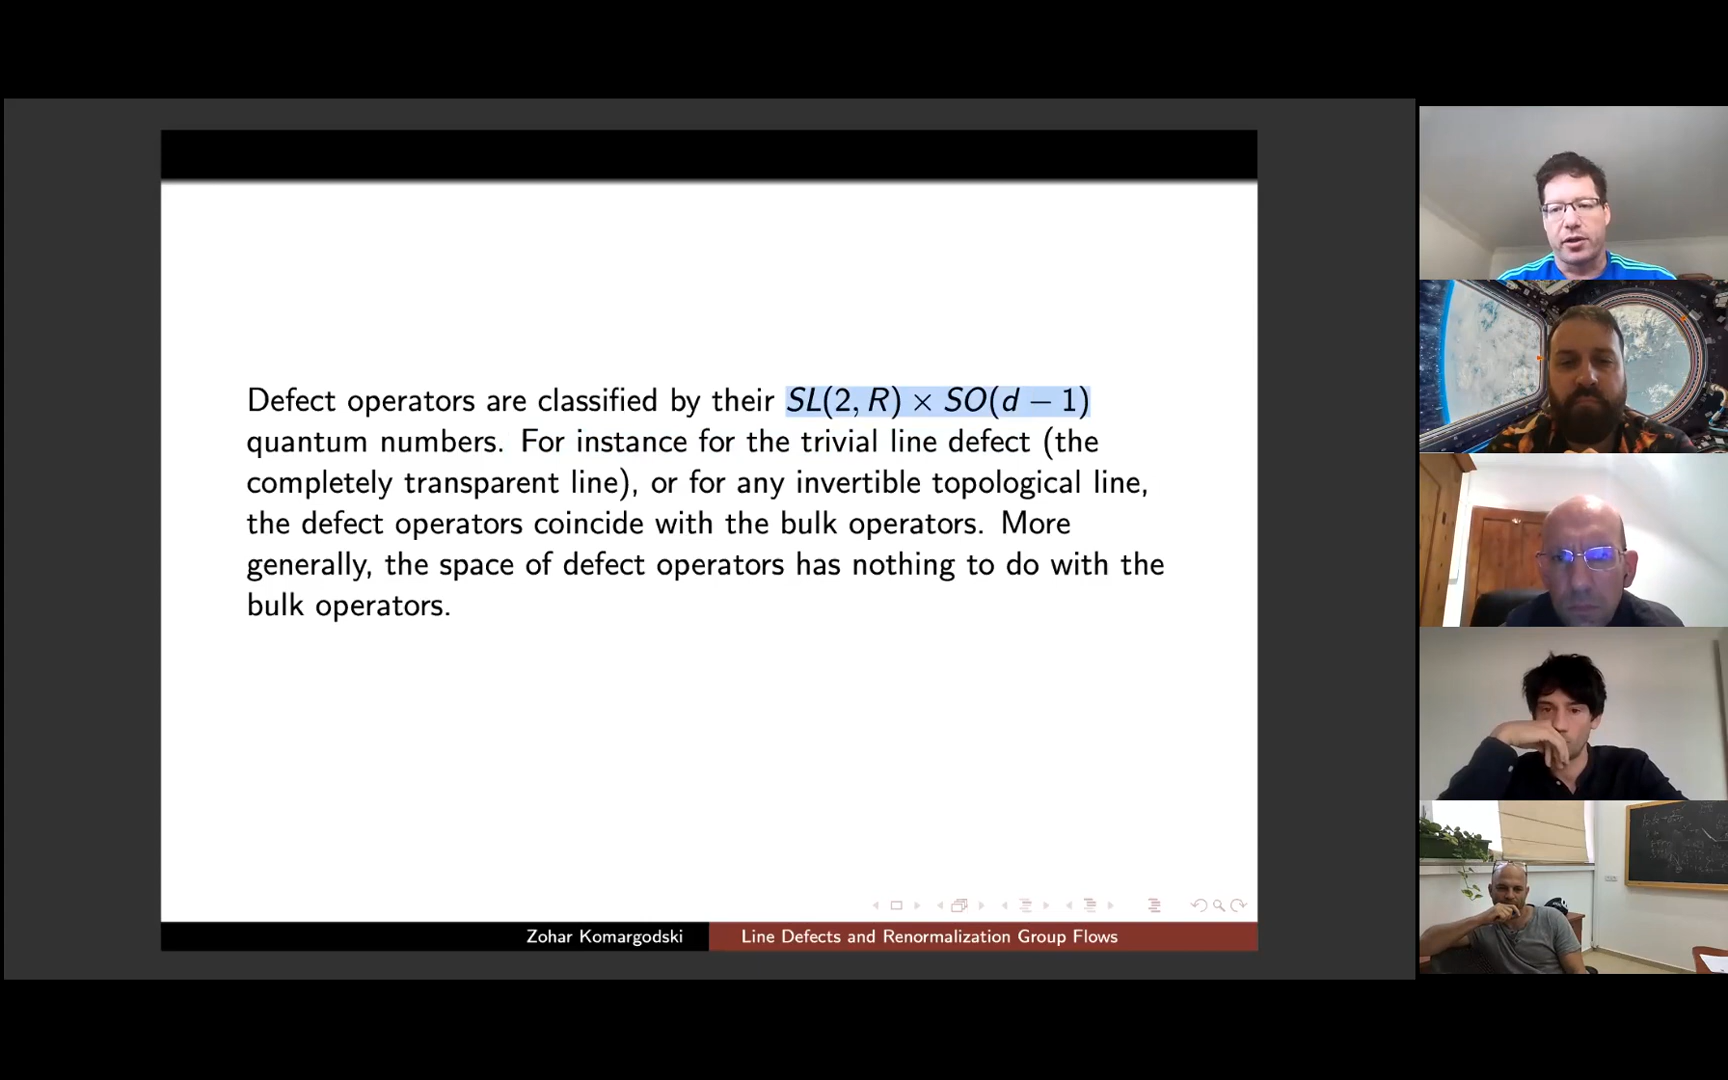 Defect operators are classified by their SL(2, R) × SO(d − 1)
quantum numbers. For instance for the trivial line defect (the
completely transparent line), or for any invertible topological line,
the defect operators coincide with the bulk operators. More
generally, the space of defect operators has nothing to do with the
bulk operators.
Zohar Komargodski
Line Defects and Renormalization Group Flows